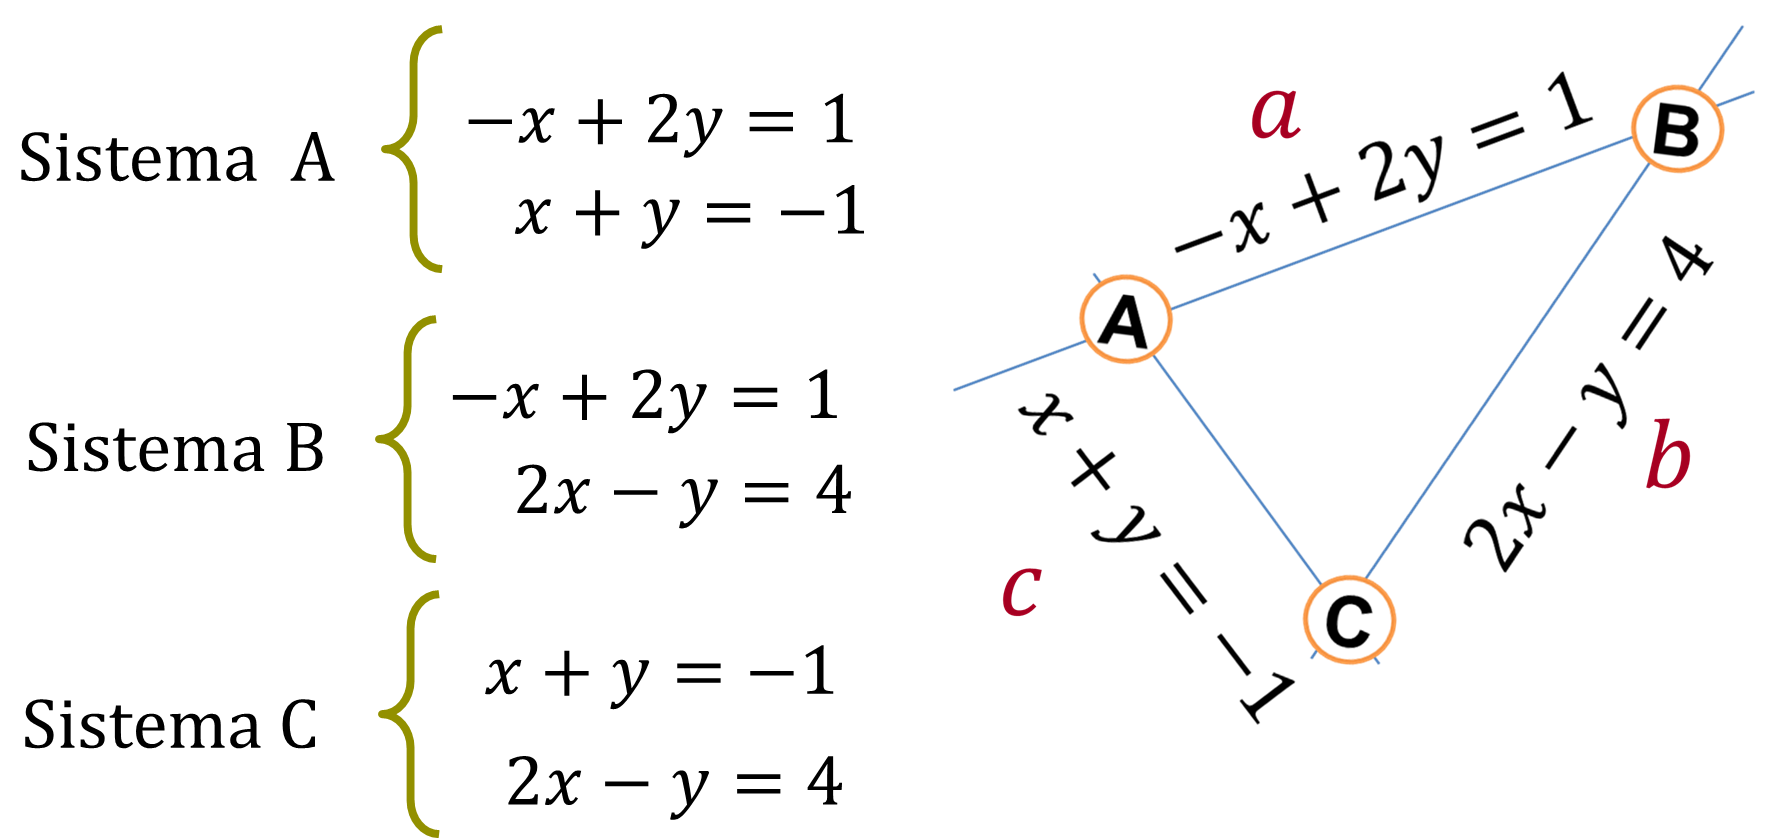 Sistema A
−x + 2y = 1
x + y = −1
Sistema B
−x + 2y = 1
2x − y = 4
Sistema C
x + y = −1
2x − y = 4
a
−x + 2y = 1
B
A
x + y = −1
2x − y = 4
b
c
C